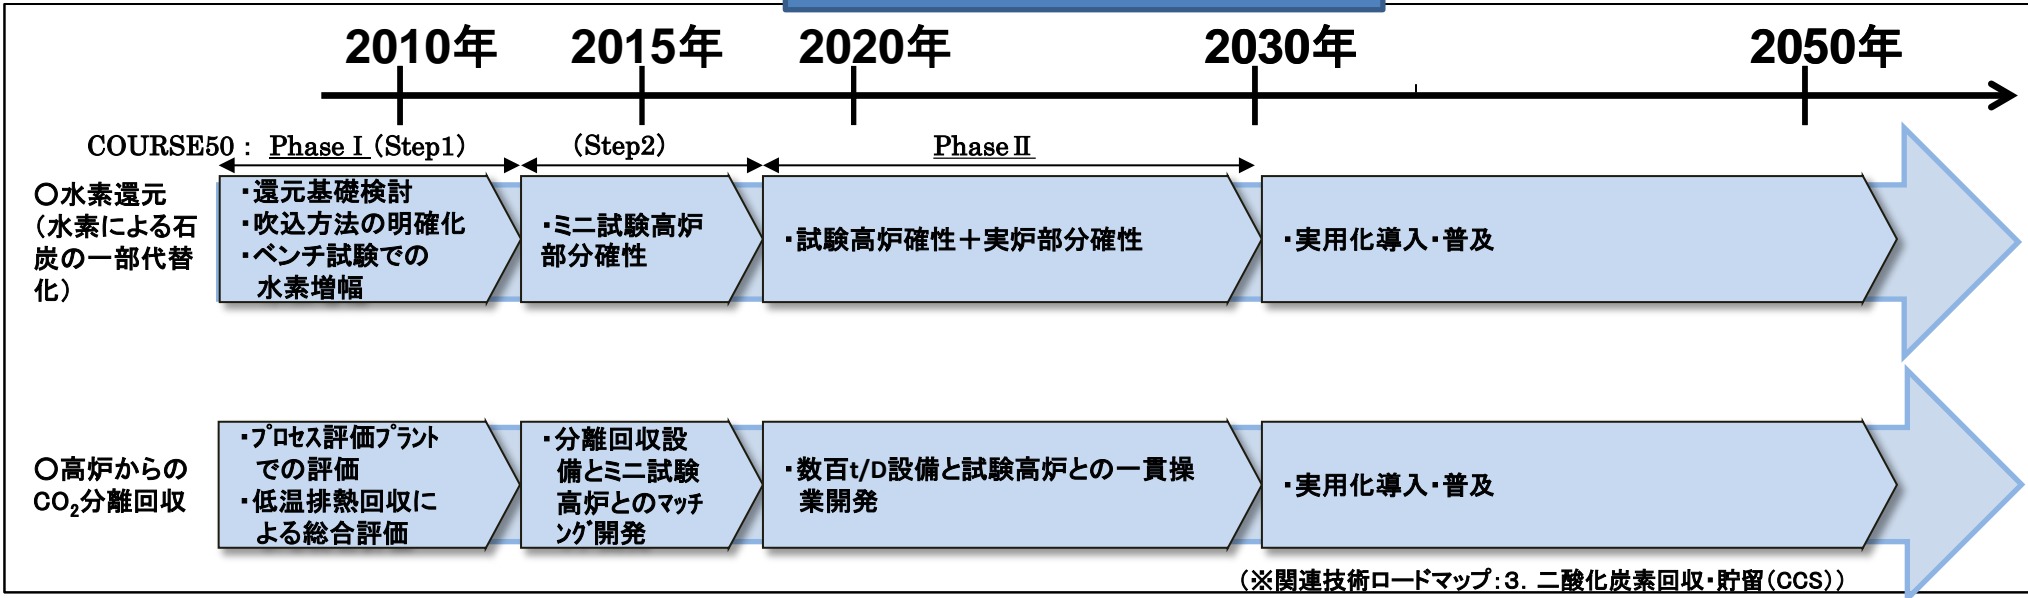 2010年 2015年 2020年 2030年 2050年
COURSE50： Phase Ⅰ (Step1) (Step2) Phase Ⅱ
○水素還元
（水素による石
炭の一部代替
化）
・還元基礎検討
・吹込方法の明確化
・ベンチ試験での
水素増幅
・ミニ試験高炉
部分確性
・試験高炉確性＋実炉部分確性
・実用化導入・普及
○高炉からの
CO₂分離回収
・ﾌﾟﾛｾｽ評価ﾌﾟﾗﾝﾄ
での評価
・低温排熱回収に
よる総合評価
・分離回収設
備とミニ試験
高炉とのﾏｯﾁ
ﾝｸﾞ開発
・数百t/D設備と試験高炉との一貫操
業開発
・実用化導入・普及
（※関連技術ロードマップ：３．二酸化炭素回収・貯留（CCS））